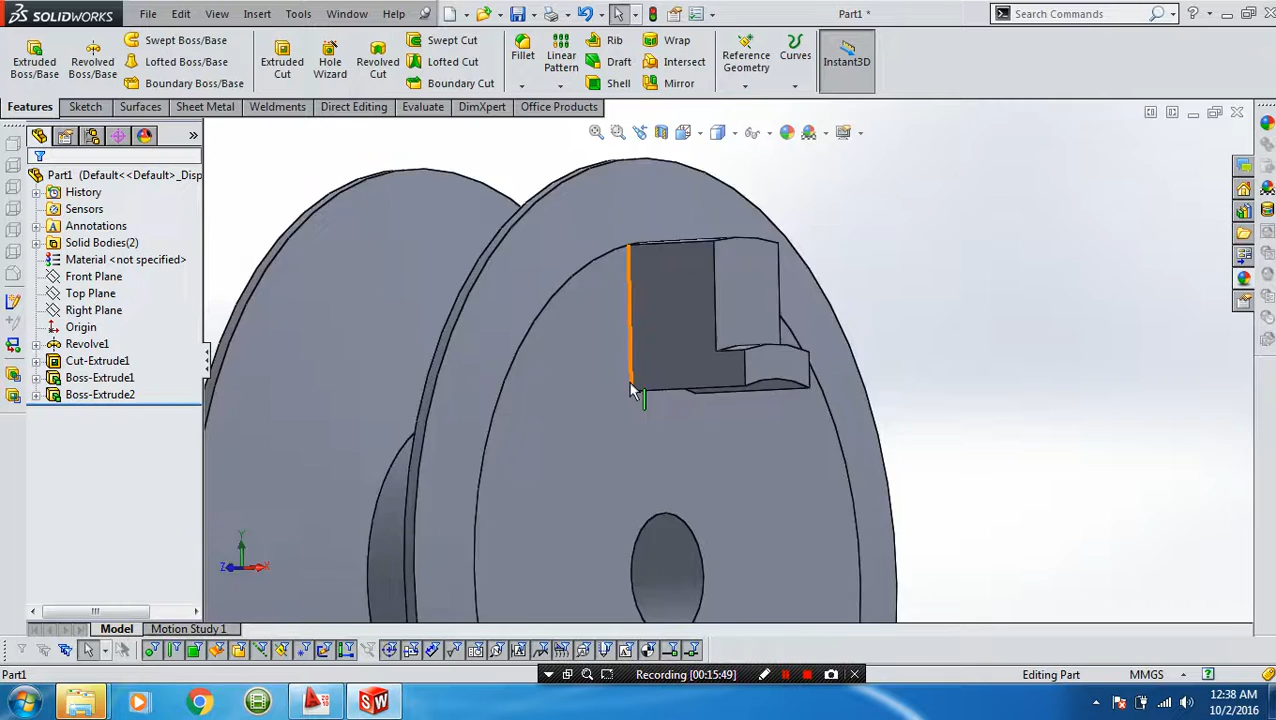 SOLIDWORKS File Edit View Insert Tools Window Help Part1 * Search Commands
Extruded Boss/Base
Revolved Boss/Base
Swept Boss/Base
Lofted Boss/Base
Boundary Boss/Base
Extruded Cut
Hole Wizard
Revolved Cut
Swept Cut
Lofted Cut
Boundary Cut
Fillet
Linear Pattern
Rib
Draft
Shell
Wrap
Intersect
Mirror
Reference Geometry
Curves
Instant3D
Features Sketch Surfaces Sheet Metal Weldments Direct Editing Evaluate DimXpert Office Products
Part1 (Default<<Default>_Disp
History
Sensors
Annotations
Solid Bodies(2)
Material <not specified>
Front Plane
Top Plane
Right Plane
Origin
Revolve1
Cut-Extrude1
Boss-Extrude1
Boss-Extrude2
Y
Z X
Model Motion Study 1
Part1 Recording [00:15:49] Editing Part MMGS
12:38 AM
10/2/2016